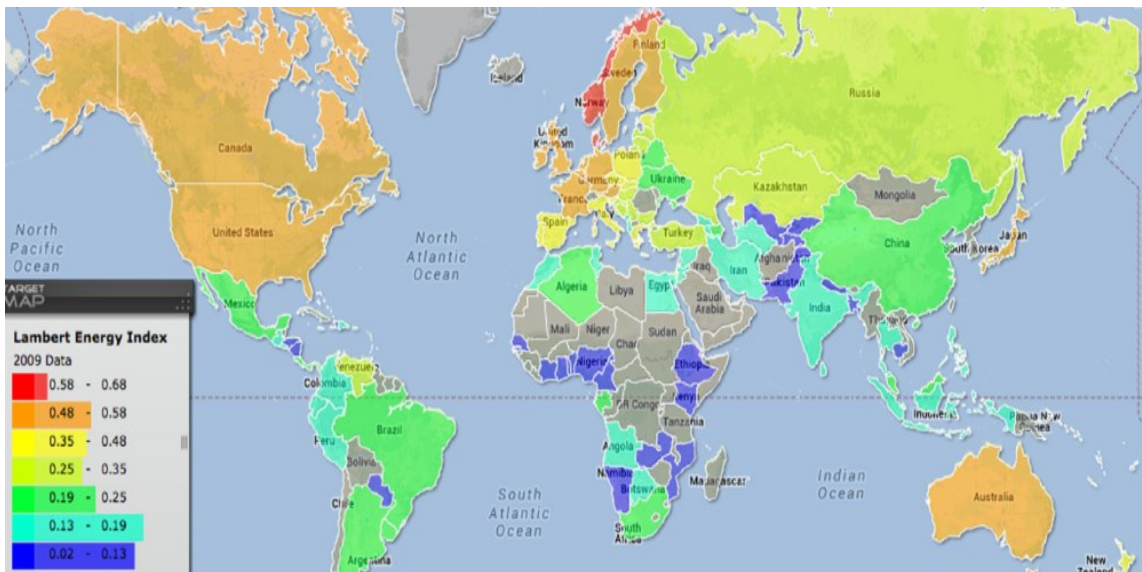 Iceland
Finland
Sweden
Norway
Russia
Canada
United
Kingdom
Poland
Germany
Ukraine
Kazakhstan
Mongolia
France
North
Pacific
Ocean
United States
North
Atlantic
Ocean
Spain
Italy
Turkey
China
South Korea
Japan
Iraq
Iran
Afghanistan
Pakistan
TARGET
MAP
Mexico
Algeria
Libya
Egypt
Saudi
Arabia
India
Mali
Niger
Chad
Sudan
Lambert Energy Index
2009 Data
0.58 - 0.68
0.48 - 0.58
0.35 - 0.48
0.25 - 0.35
0.19 - 0.25
0.13 - 0.19
0.02 - 0.13
Venezuela
Colombia
Nigeria
Ethiopia
Kenya
DR Congo
Tanzania
Indonesia
Papua New
Guinea
Peru
Brazil
Bolivia
Angola
Namibia
Botswana
Madagascar
Indian
Ocean
Australia
Chile
South
Atlantic
Ocean
South
Africa
Argentina
New
Zealand